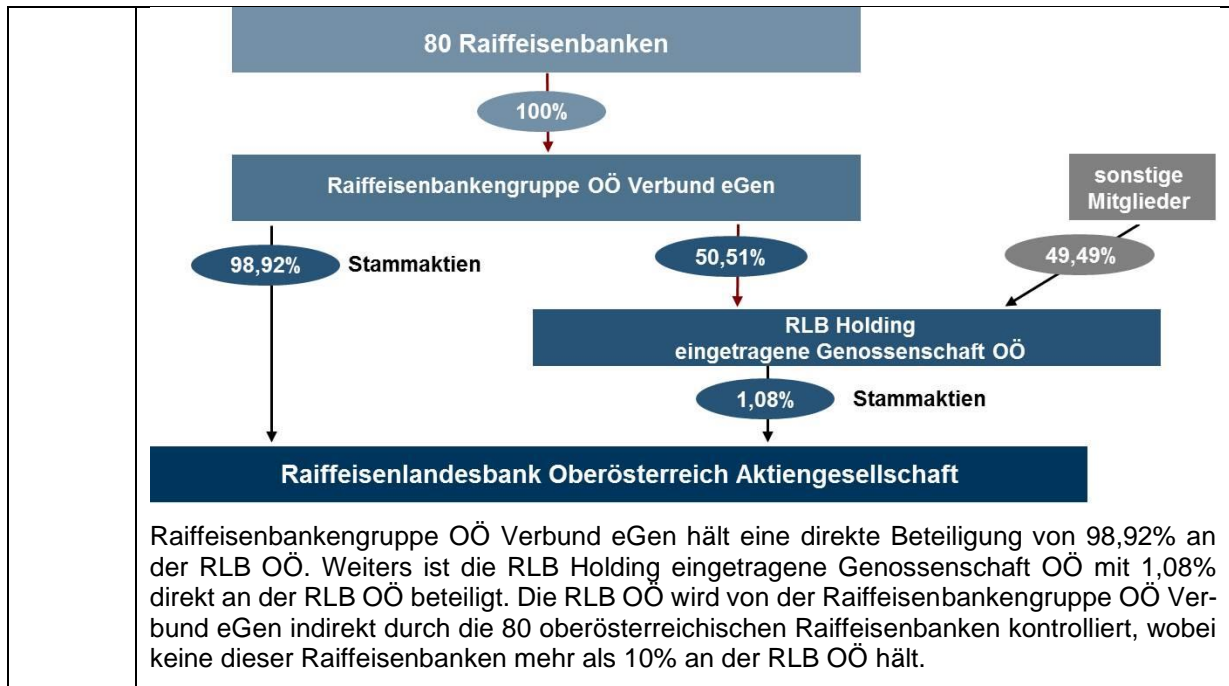 80 Raiffeisenbanken
100%
Raiffeisenbankengruppe OÖ Verbund eGen
sonstige
Mitglieder
98,92%
Stammaktien
50,51%
49,49%
RLB Holding
eingetragene Genossenschaft OÖ
1,08%
Stammaktien
Raiffeisenlandesbank Oberösterreich Aktiengesellschaft
Raiffeisenbankengruppe OÖ Verbund eGen hält eine direkte Beteiligung von 98,92% an
der RLB OÖ. Weiters ist die RLB Holding eingetragene Genossenschaft OÖ mit 1,08%
direkt an der RLB OÖ beteiligt. Die RLB OÖ wird von der Raiffeisenbankengruppe OÖ Ver-
bund eGen indirekt durch die 80 oberösterreichischen Raiffeisenbanken kontrolliert, wobei
keine dieser Raiffeisenbanken mehr als 10% an der RLB OÖ hält.